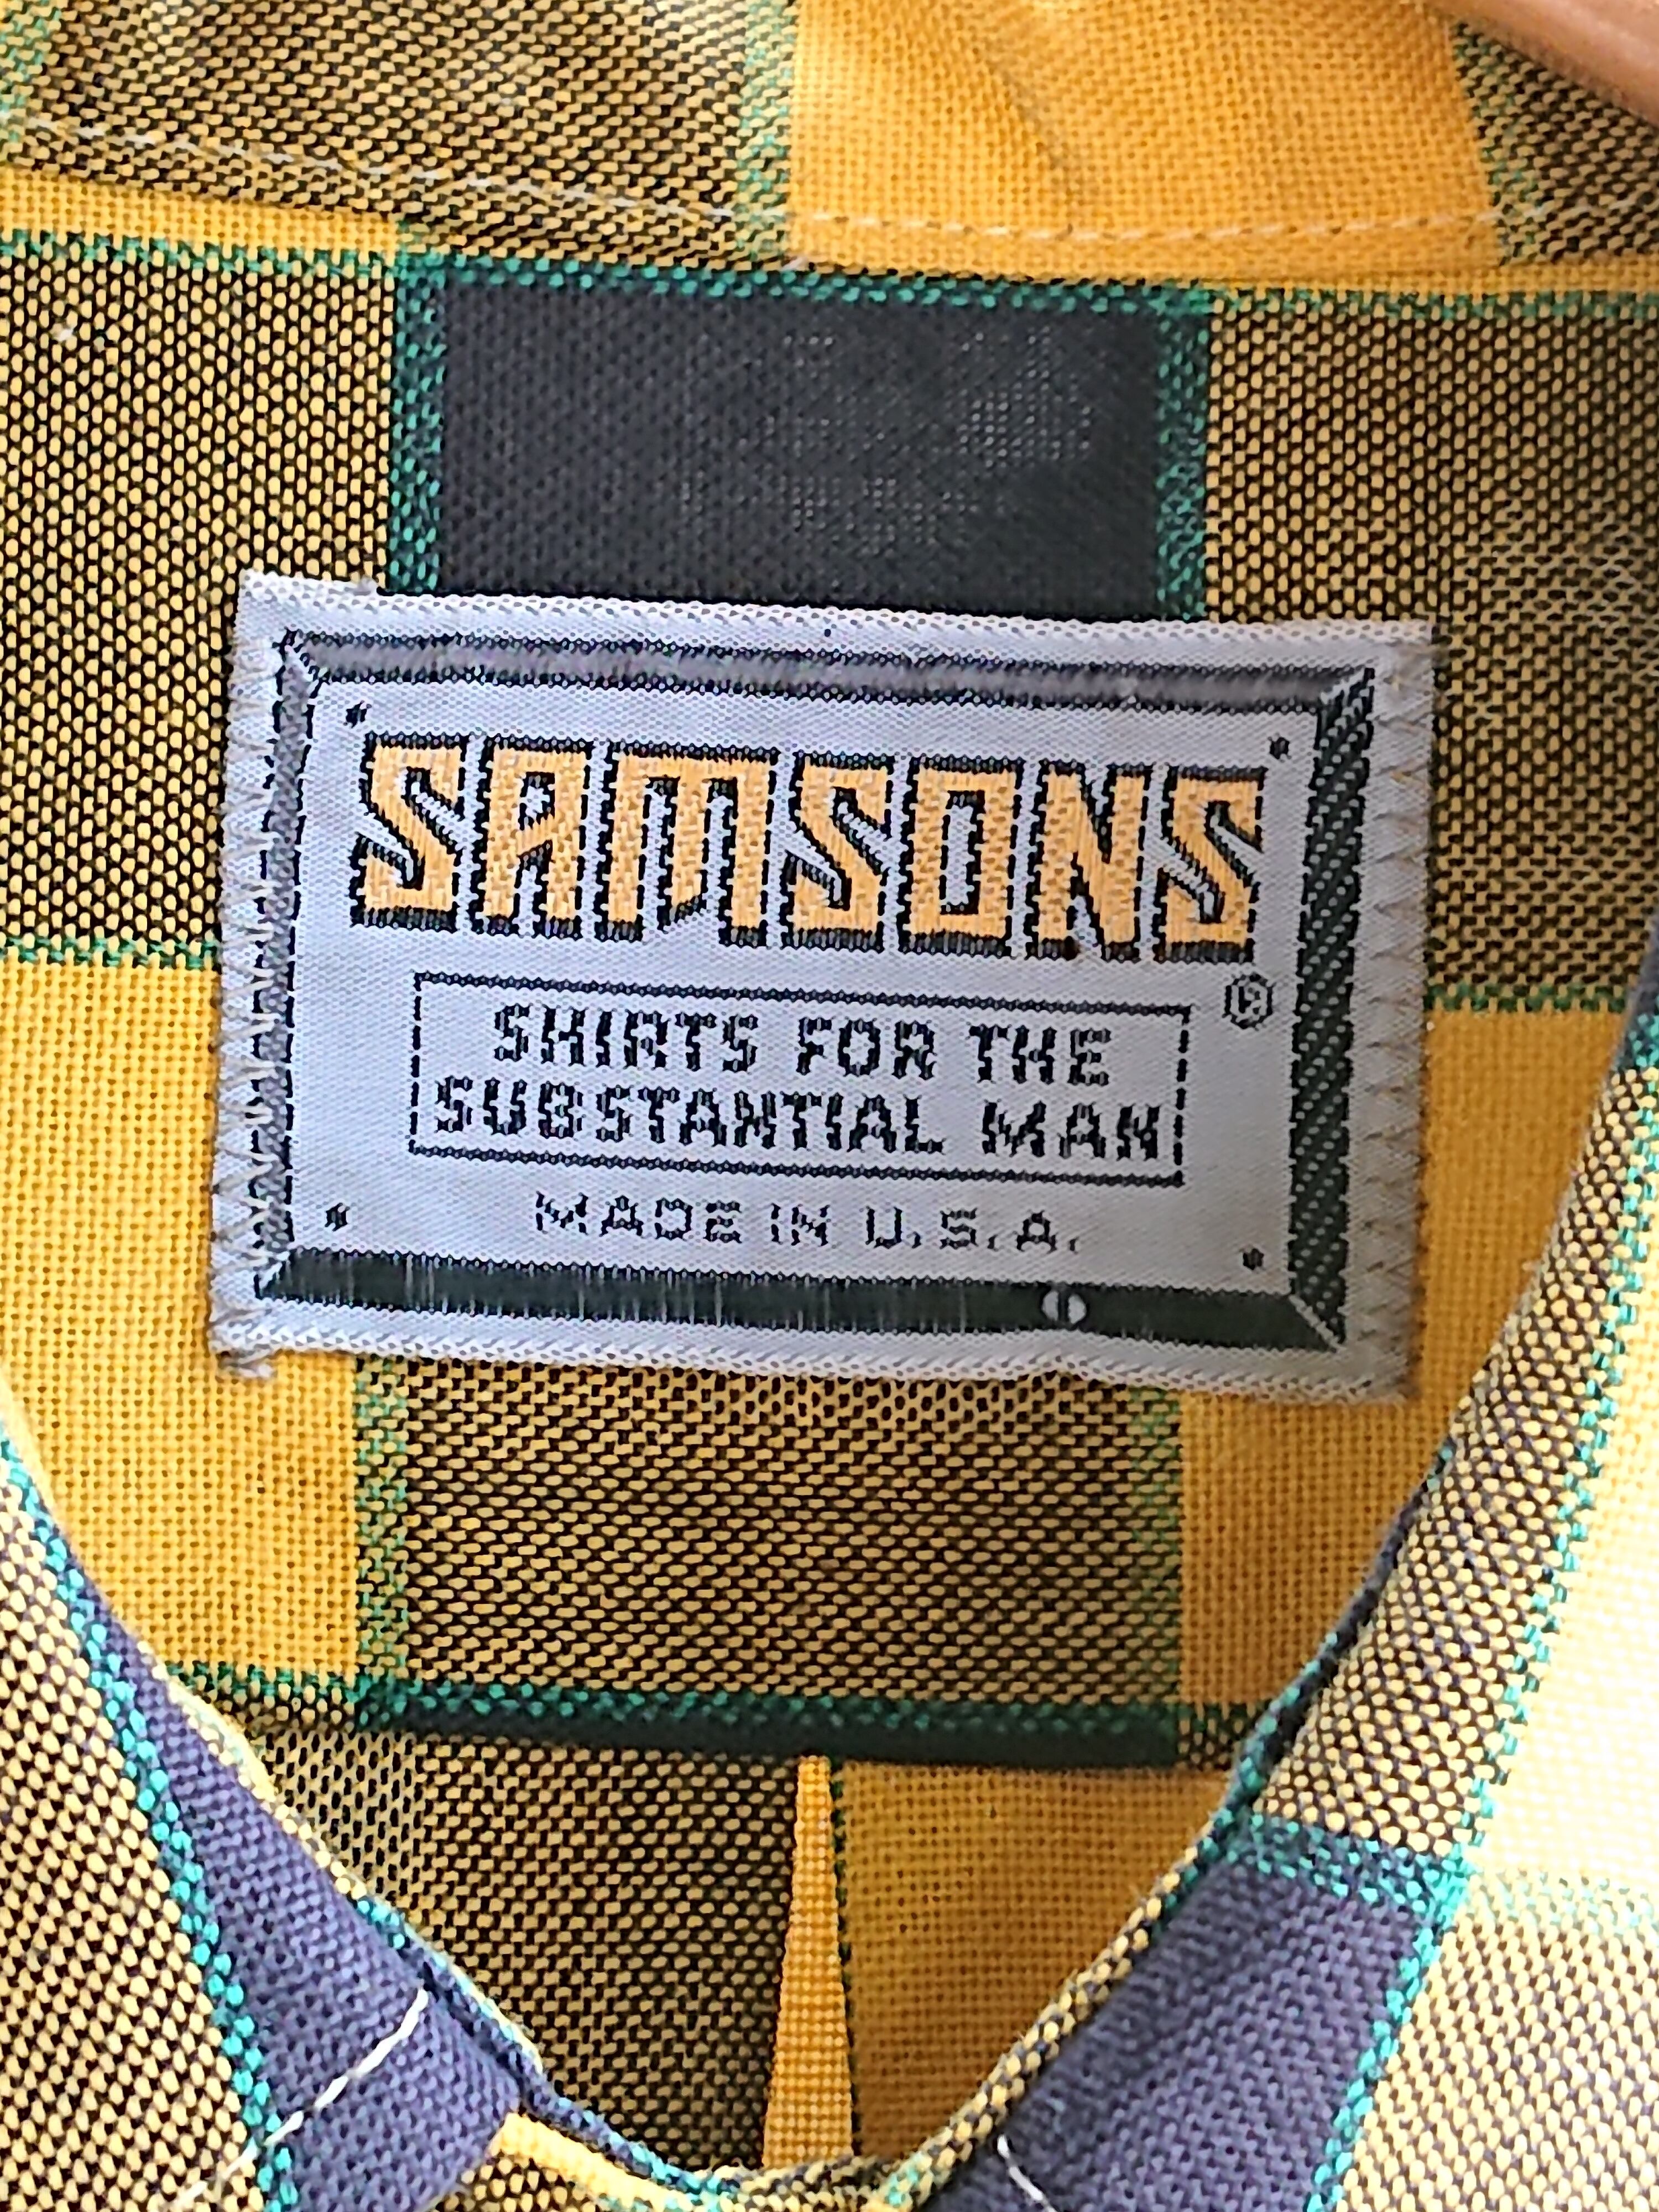 SAMSONS
®
SHIRTS FOR THE
SUBSTANTIAL MAN
MADE IN U.S.A.